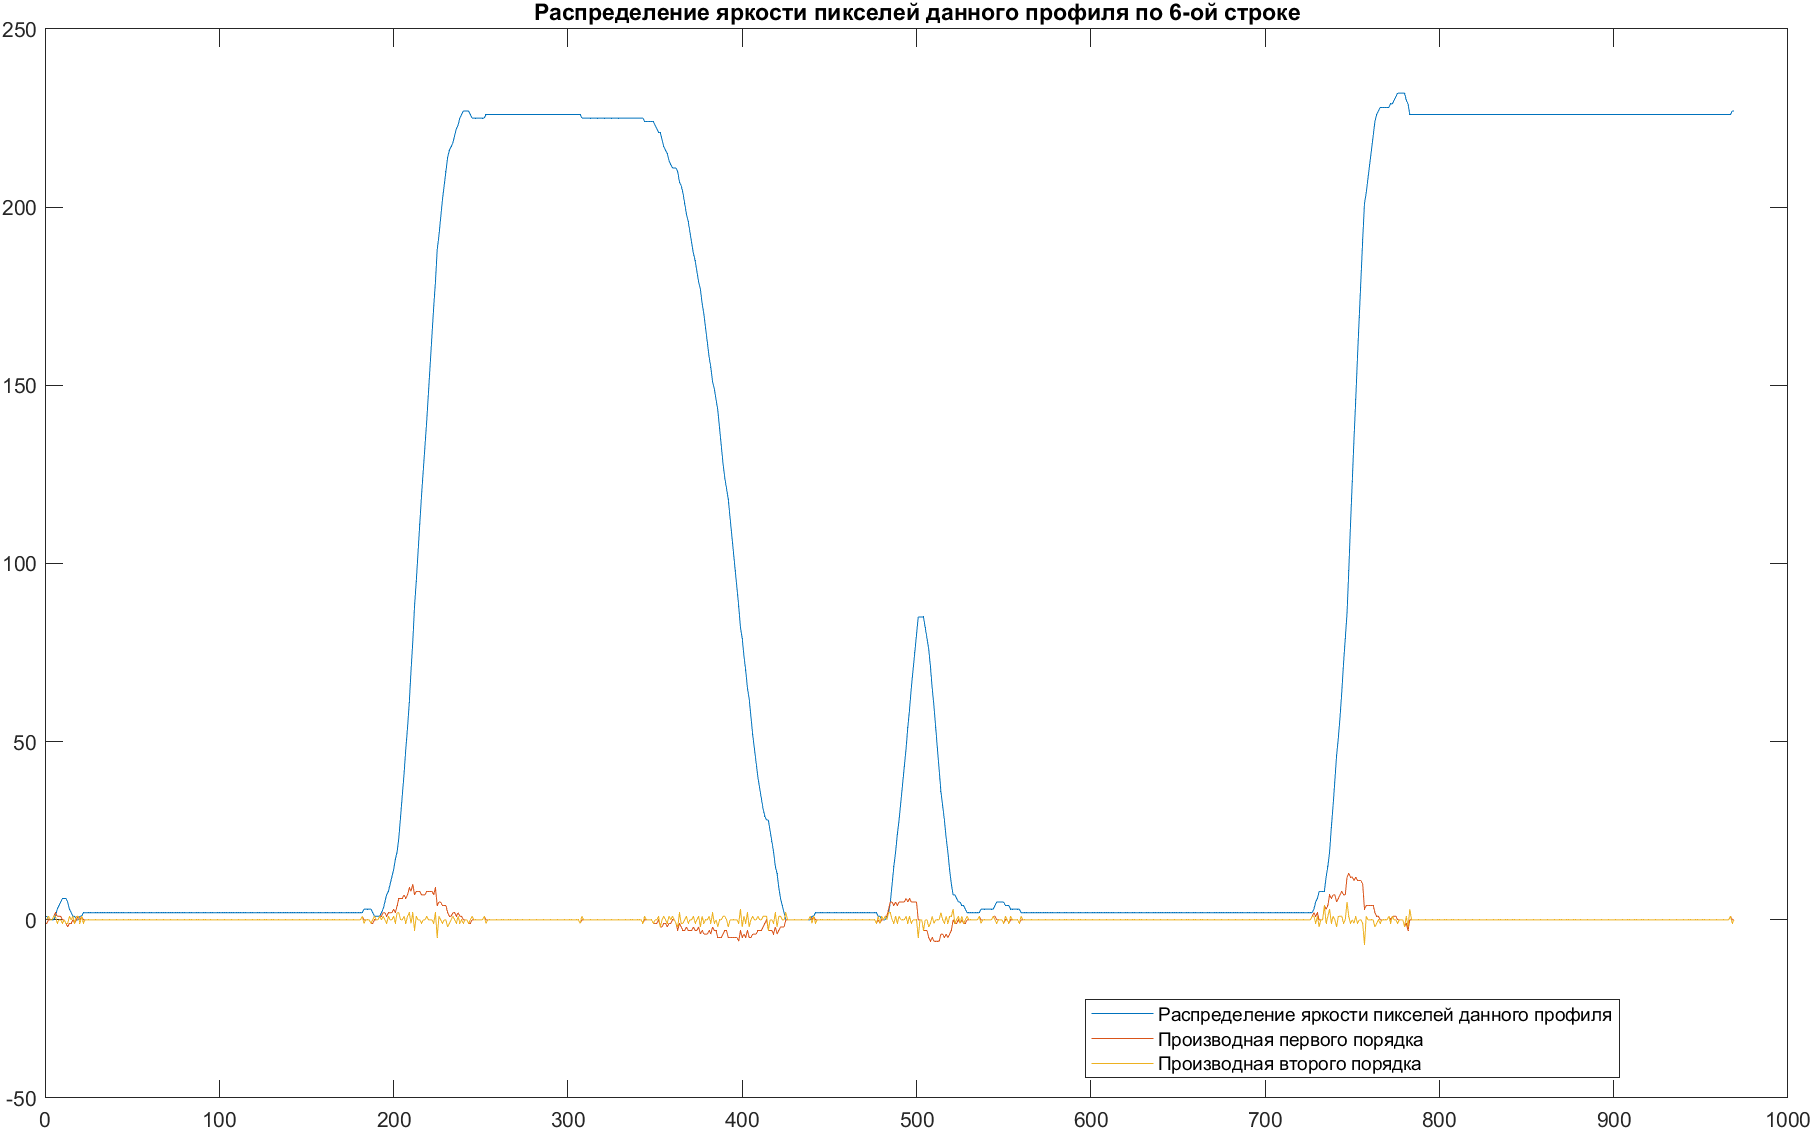 Распределение яркости пикселей данного профиля по 6-ой строке
250
200
150
100
50
0
-50
0 100 200 300 400 500 600 700 800 900 1000
Распределение яркости пикселей данного профиля
Производная первого порядка
Производная второго порядка